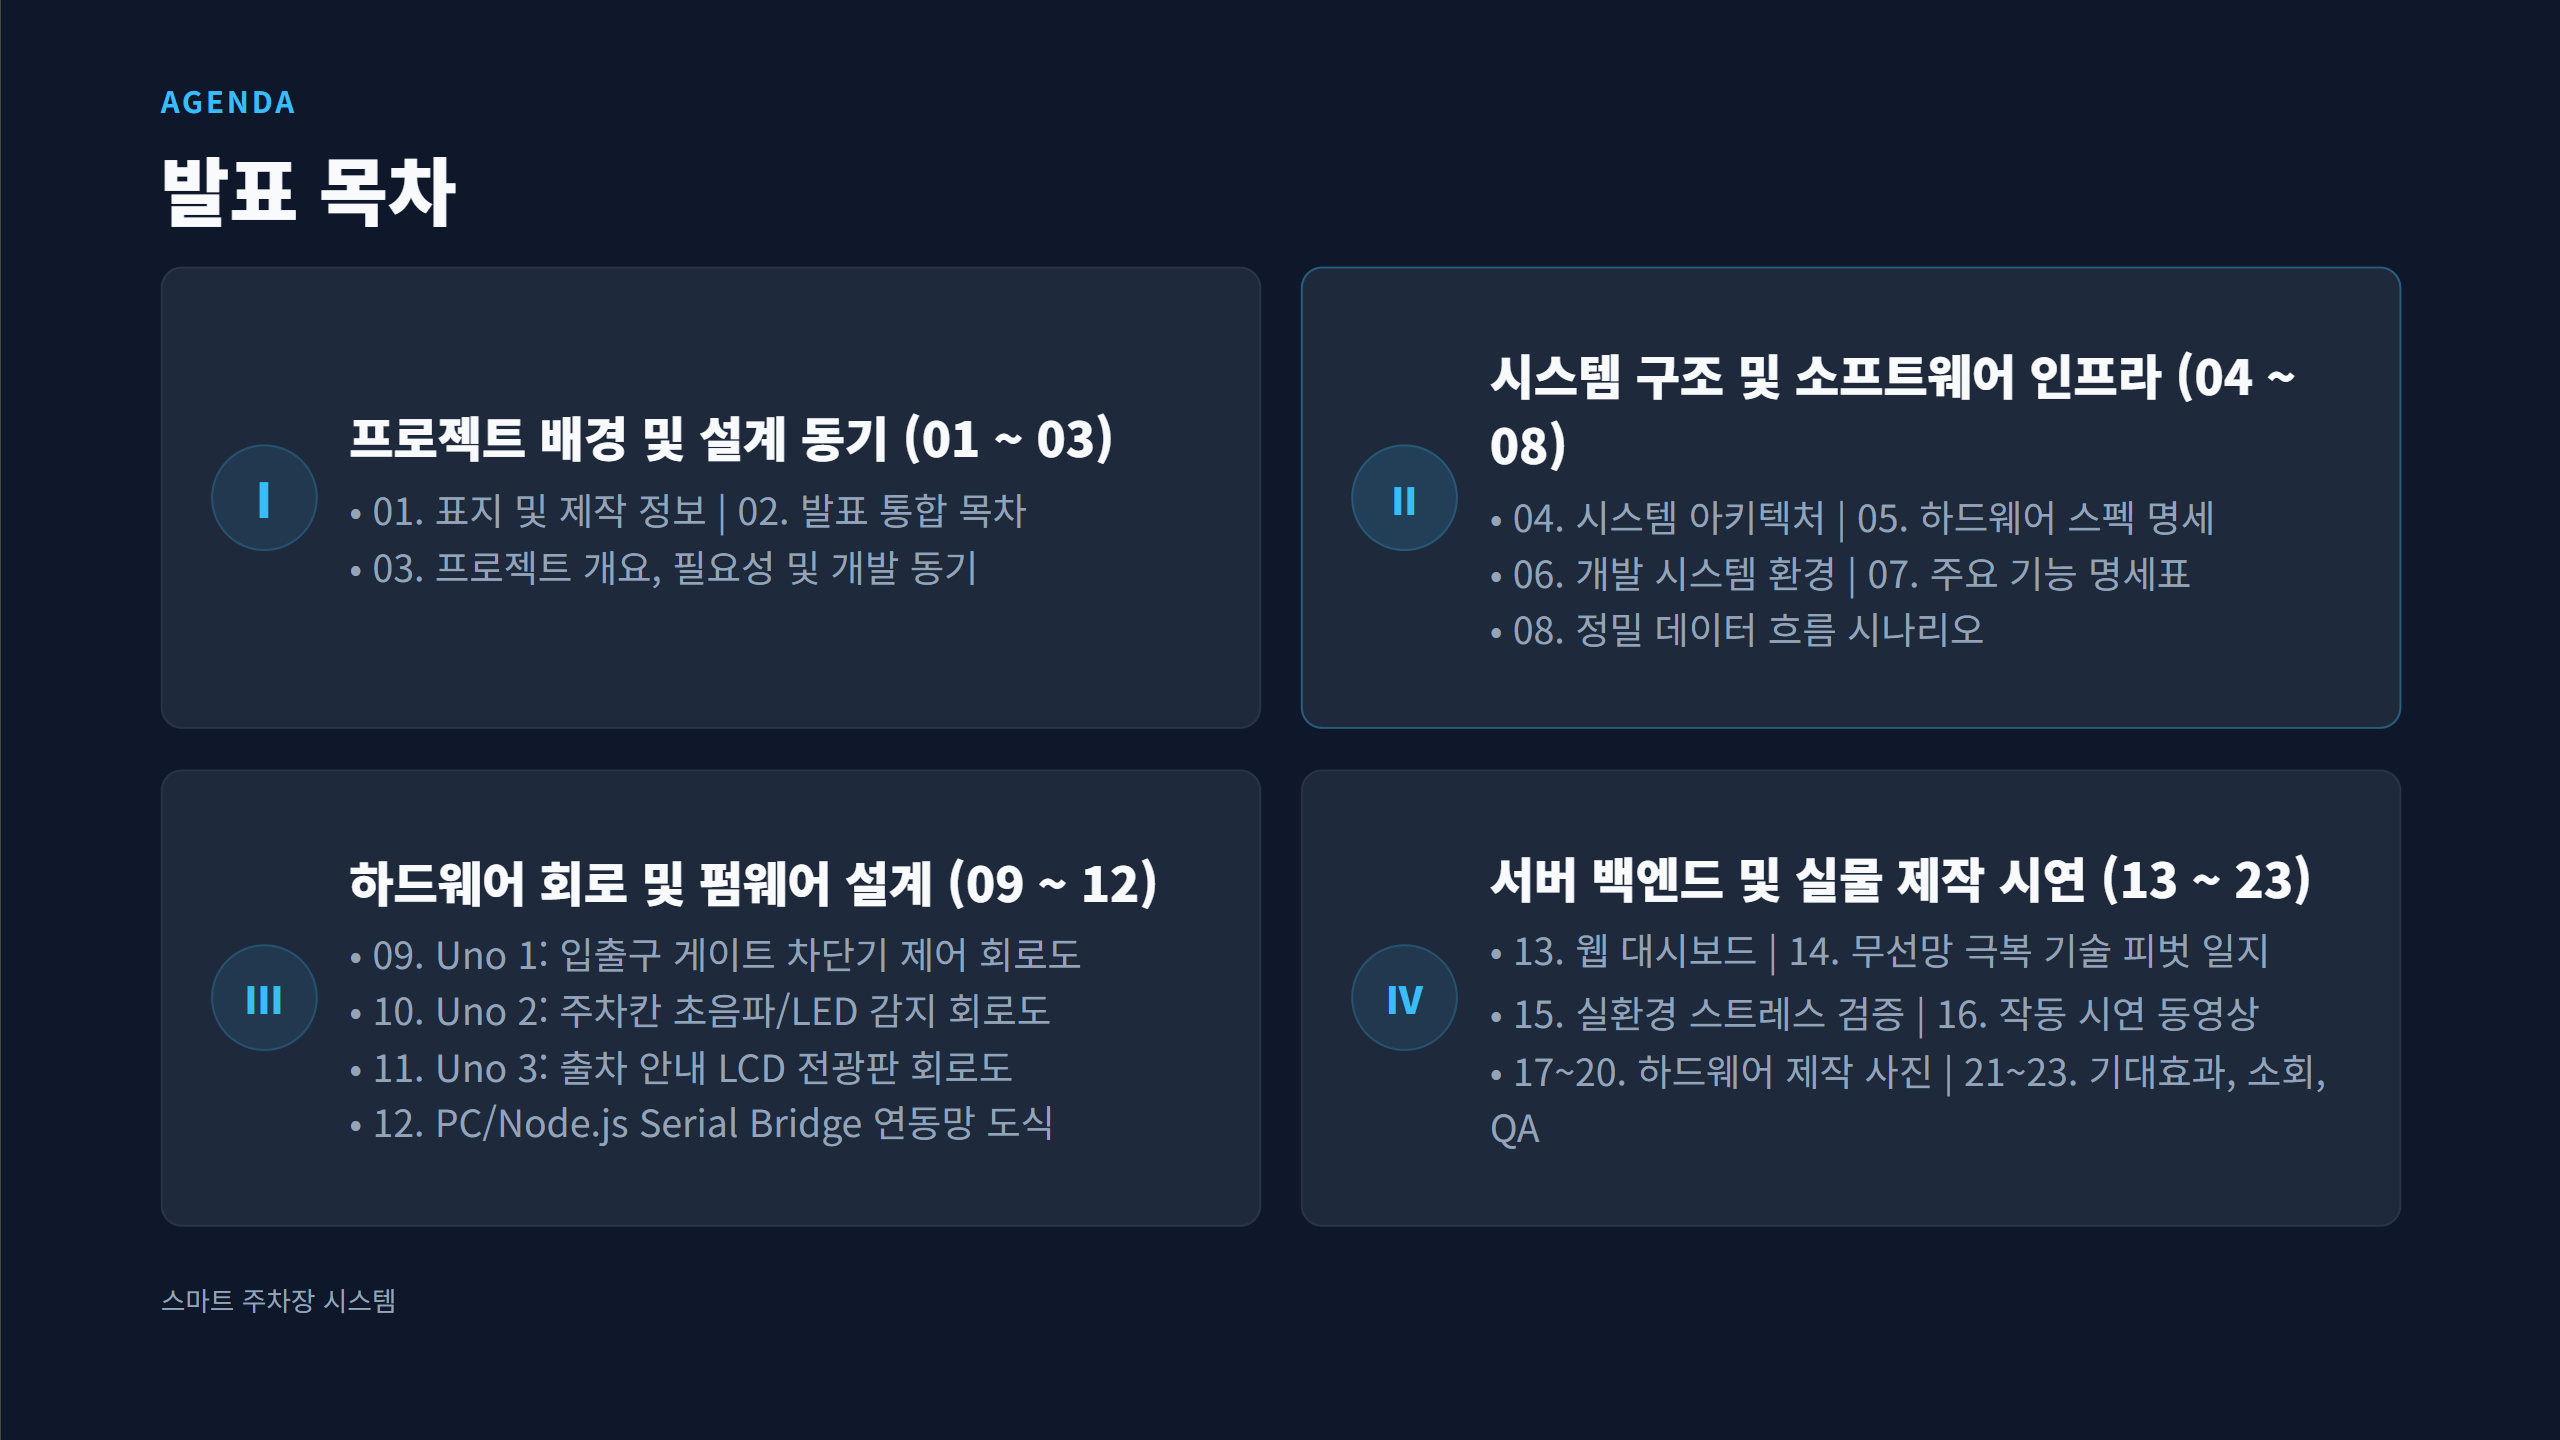 AGENDA
발표 목차
I
프로젝트 배경 및 설계 동기 (01 ~ 03)
• 01. 표지 및 제작 정보 | 02. 발표 통합 목차
• 03. 프로젝트 개요, 필요성 및 개발 동기
II
시스템 구조 및 소프트웨어 인프라 (04 ~
08)
• 04. 시스템 아키텍처 | 05. 하드웨어 스펙 명세
• 06. 개발 시스템 환경 | 07. 주요 기능 명세표
• 08. 정밀 데이터 흐름 시나리오
III
하드웨어 회로 및 펌웨어 설계 (09 ~ 12)
• 09. Uno 1: 입출구 게이트 차단기 제어 회로도
• 10. Uno 2: 주차칸 초음파/LED 감지 회로도
• 11. Uno 3: 출차 안내 LCD 전광판 회로도
• 12. PC/Node.js Serial Bridge 연동망 도식
IV
서버 백엔드 및 실물 제작 시연 (13 ~ 23)
• 13. 웹 대시보드 | 14. 무선망 극복 기술 피벗 일지
• 15. 실환경 스트레스 검증 | 16. 작동 시연 동영상
• 17~20. 하드웨어 제작 사진 | 21~23. 기대효과, 소회,
QA
스마트 주차장 시스템